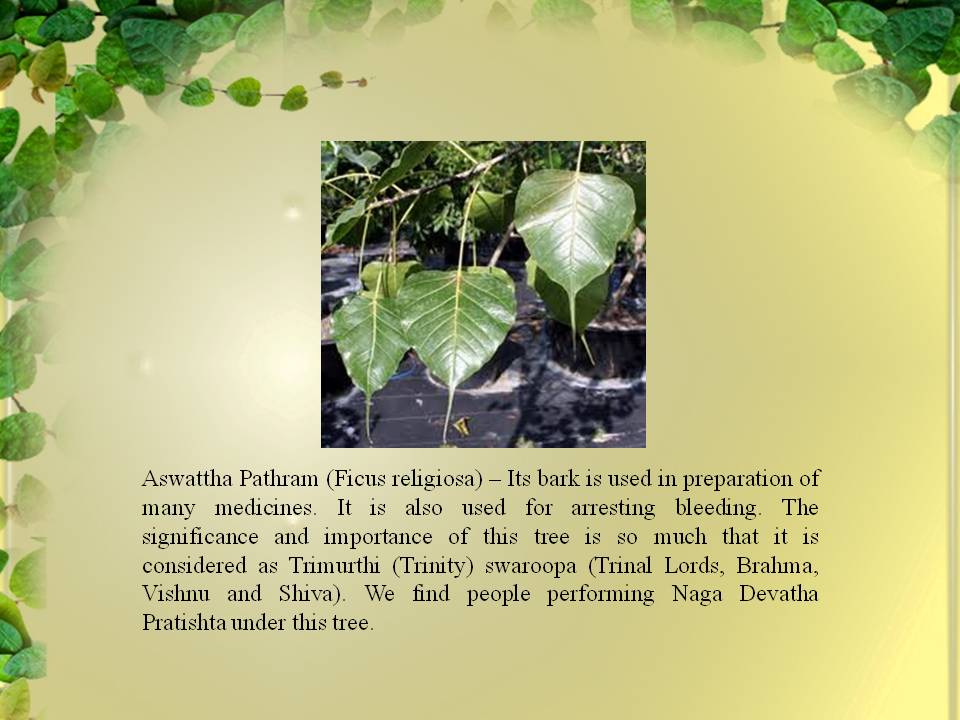 Aswattha Pathram (Ficus religiosa) – Its bark is used in preparation of
many medicines. It is also used for arresting bleeding. The
significance and importance of this tree is so much that it is
considered as Trimurthi (Trinity) swaroopa (Trinal Lords, Brahma,
Vishnu and Shiva). We find people performing Naga Devatha
Pratishta under this tree.